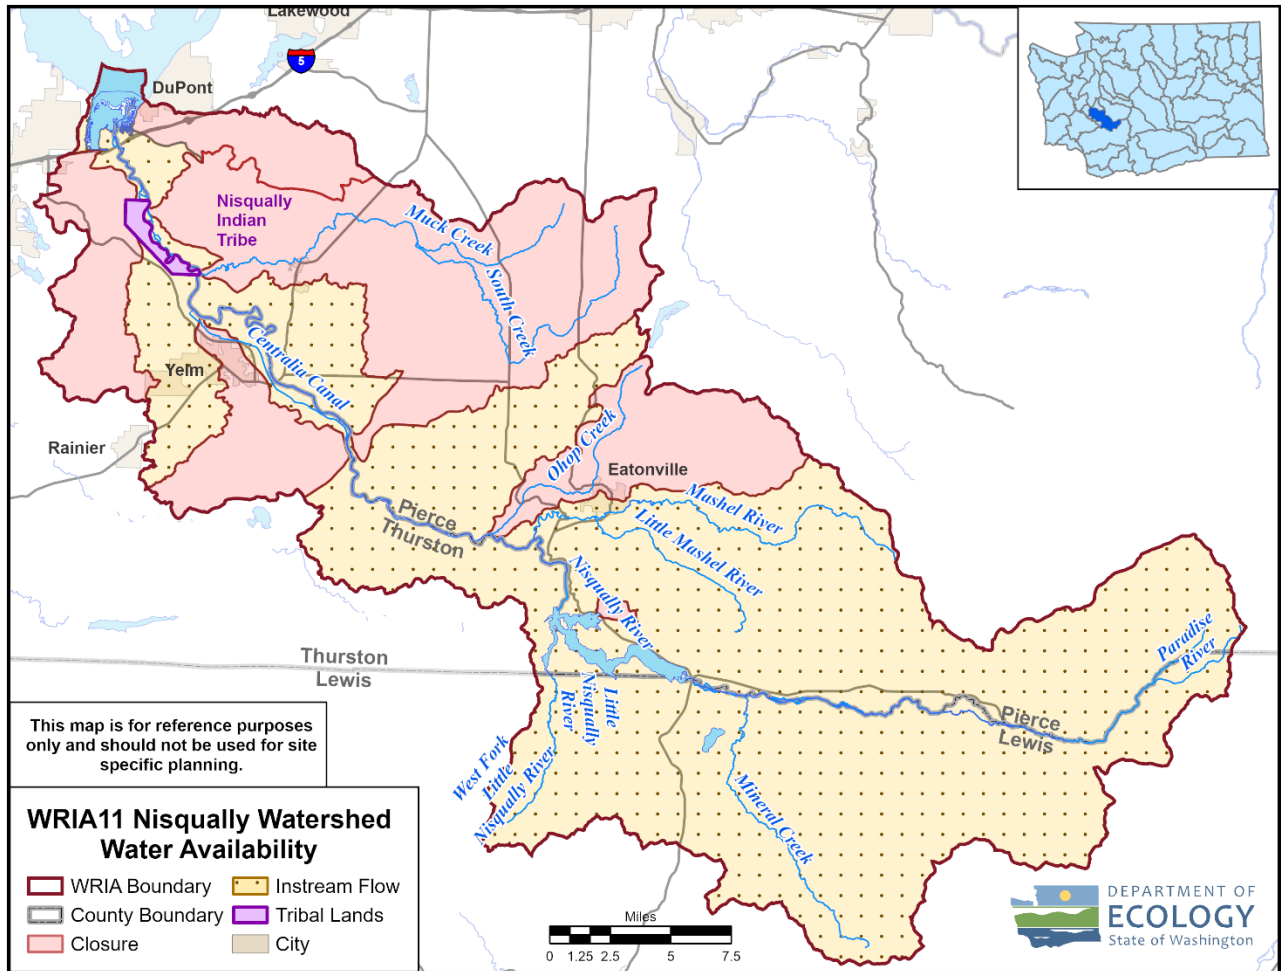 Lakewood
5
DuPont
Nisqually
Indian
Tribe
Muck Creek
South Creek
Centralia Canal
Yelm
Rainier
Ohop Creek
Eatonville
Mashel River
Little Mashel River
Pierce
Thurston
Nisqually River
Paradise
River
Thurston
Lewis
Little
Nisqually
River
Pierce
Lewis
West Fork
Little
Nisqually River
Mineral Creek
This map is for reference purposes
only and should not be used for site
specific planning.
WRIA11 Nisqually Watershed
Water Availability
WRIA Boundary
Instream Flow
County Boundary
Tribal Lands
Closure
City
Miles
0 1.25 2.5 5 7.5
DEPARTMENT OF
ECOLOGY
State of Washington